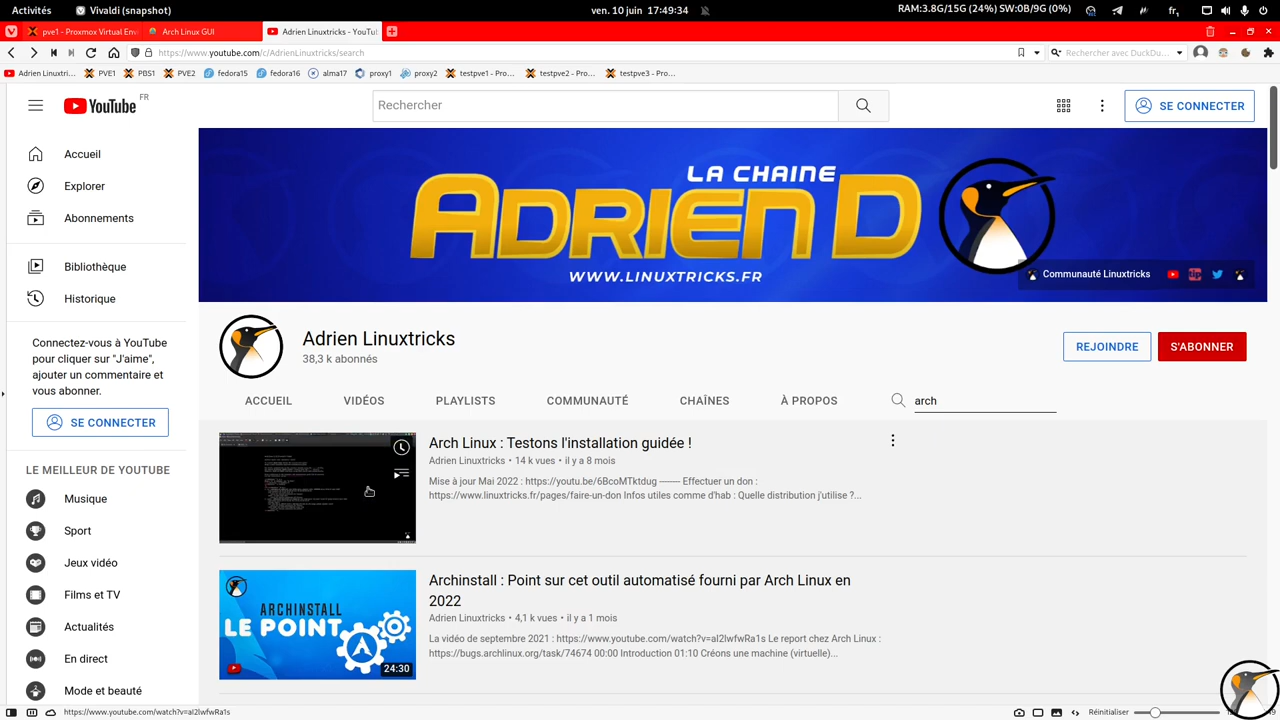 Activités
Vivaldi (snapshot)
ven. 10 juin 17:49:34
RAM:3.8G/15G (24%) SW:0B/9G (0%)
fr₁
pve1 - Proxmox Virtual Env
Arch Linux GUI
Adrien Linuxtricks - YouTu
https://www.youtube.com/c/AdrienLinuxtricks/search
Rechercher avec DuckDu...
Adrien Linuxtri...
PVE1
PBS1
PVE2
fedora15
fedora16
alma17
proxy1
proxy2
testpve1 - Pro...
testpve2 - Pro...
testpve3 - Pro...
YouTube FR
Rechercher
SE CONNECTER
Accueil
Explorer
Abonnements
Bibliothèque
Historique
Connectez-vous à YouTube
pour cliquer sur "J'aime",
ajouter un commentaire et
vous abonner.
SE CONNECTER
LE MEILLEUR DE YOUTUBE
Musique
Sport
Jeux vidéo
Films et TV
Actualités
En direct
Mode et beauté
LA CHAINE
ADRIEN D
WWW.LINUXTRICKS.FR
Communauté Linuxtricks
Adrien Linuxtricks
38,3 k abonnés
REJOINDRE
S'ABONNER
ACCUEIL
VIDÉOS
PLAYLISTS
COMMUNAUTÉ
CHAÎNES
À PROPOS
arch
Arch Linux : Testons l'installation guidée !
Adrien Linuxtricks • 14 k vues • il y a 8 mois
Mise à jour Mai 2022 : https://youtu.be/6BcoMTktdug ------- Effectuer un don :
https://www.linuxtricks.fr/pages/faire-un-don Infos utiles comme d'hab : Quelle distribution j'utilise ?...
ARCHINSTALL
LE POINT
24:30
Archinstall : Point sur cet outil automatisé fourni par Arch Linux en
2022
Adrien Linuxtricks • 4,1 k vues • il y a 1 mois
La vidéo de septembre 2021 : https://www.youtube.com/watch?v=aI2lwfwRa1s Le report chez Arch Linux :
https://bugs.archlinux.org/task/74674 00:00 Introduction 01:10 Créons une machine (virtuelle)...
https://www.youtube.com/watch?v=aI2lwfwRa1s
Réinitialiser